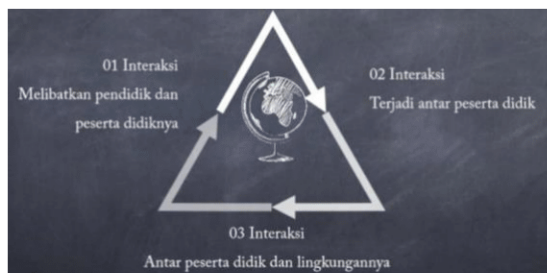 01 Interaksi
Melibatkan pendidik dan
peserta didiknya
02 Interaksi
Terjadi antar peserta didik
03 Interaksi
Antar peserta didik dan lingkungannya